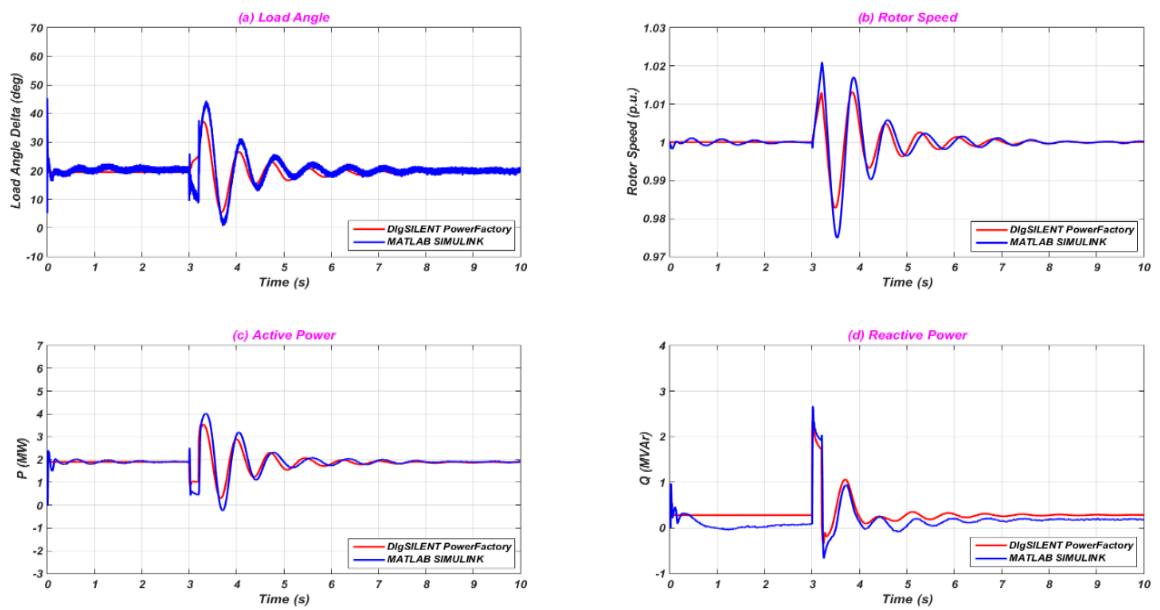 (a) Load Angle
70
60
50
40
30
20
10
0
-10
Load Angle Delta (deg)
0 1 2 3 4 5 6 7 8 9 10
Time (s)
DIgSILENT PowerFactory
MATLAB SIMULINK
(b) Rotor Speed
1.03
1.02
1.01
1
0.99
0.98
0.97
Rotor Speed (p.u.)
0 1 2 3 4 5 6 7 8 9 10
Time (s)
DIgSILENT PowerFactory
MATLAB SIMULINK
(c) Active Power
7
6
5
4
3
2
1
0
-1
-2
-3
P (MW)
0 1 2 3 4 5 6 7 8 9 10
Time (s)
DIgSILENT PowerFactory
MATLAB SIMULINK
(d) Reactive Power
4
3
2
1
0
-1
Q (MVAr)
0 1 2 3 4 5 6 7 8 9 10
Time (s)
DIgSILENT PowerFactory
MATLAB SIMULINK